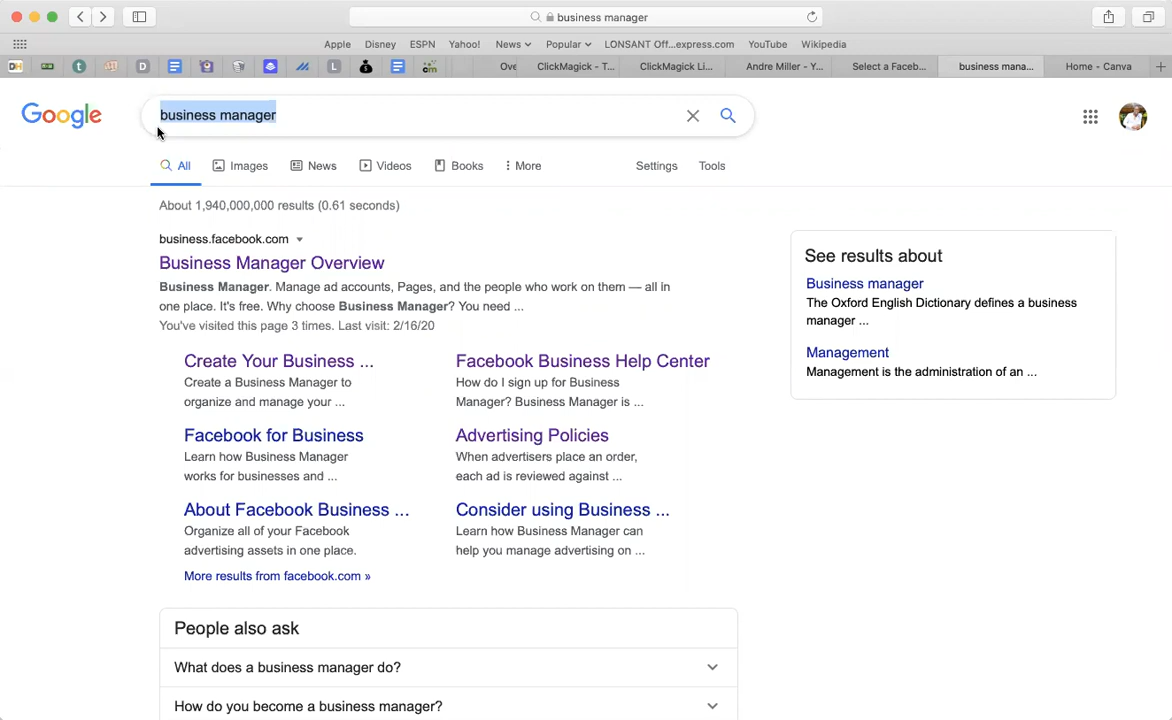 business manager
Apple Disney ESPN Yahoo! News Popular LONSANT Off...express.com YouTube Wikipedia
DH t D L cm Ove ClickMagick - T... ClickMagick Li... Andre Miller - Y... Select a Faceb... business mana... Home - Canva
Google business manager
All Images News Videos Books More Settings Tools
About 1,940,000,000 results (0.61 seconds)
business.facebook.com
Business Manager Overview
Business Manager. Manage ad accounts, Pages, and the people who work on them — all in
one place. It's free. Why choose Business Manager? You need ...
You've visited this page 3 times. Last visit: 2/16/20
Create Your Business ...
Create a Business Manager to
organize and manage your ...
Facebook Business Help Center
How do I sign up for Business
Manager? Business Manager is ...
Facebook for Business
Learn how Business Manager
works for businesses and ...
Advertising Policies
When advertisers place an order,
each ad is reviewed against ...
About Facebook Business ...
Organize all of your Facebook
advertising assets in one place.
Consider using Business ...
Learn how Business Manager can
help you manage advertising on ...
More results from facebook.com »
See results about
Business manager
The Oxford English Dictionary defines a business
manager ...
Management
Management is the administration of an ...
People also ask
What does a business manager do?
How do you become a business manager?